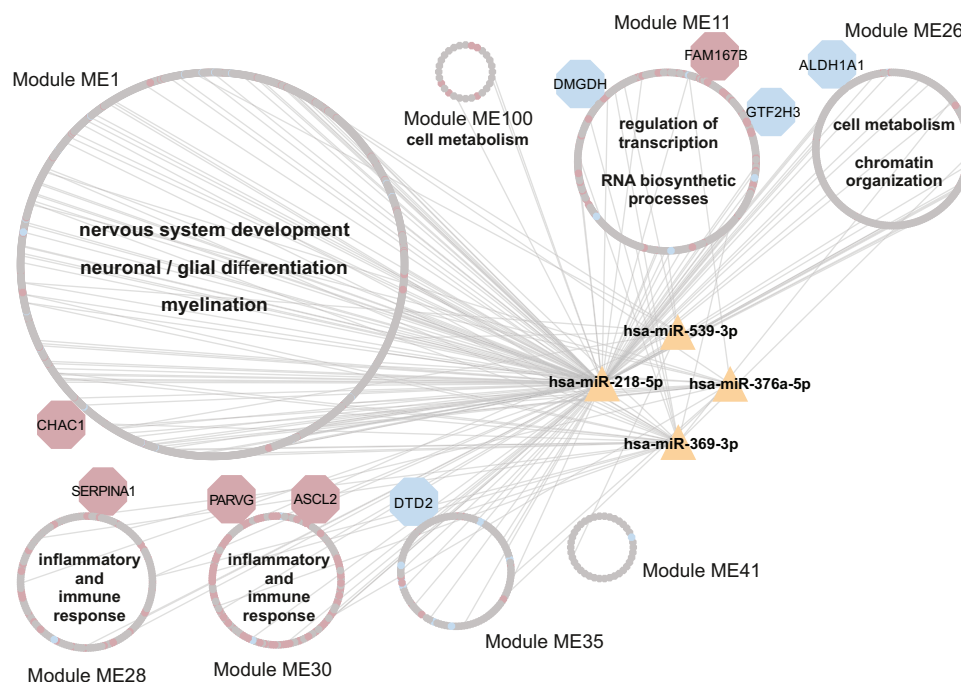 Module ME11
Module ME26
FAM167B
ALDH1A1
Module ME1
DMGDH
GTF2H3
Module ME100
cell metabolism
regulation of
transcription
RNA biosynthetic
processes
cell metabolism
chromatin
organization
nervous system development
neuronal / glial differentiation
myelination
hsa-miR-539-3p
hsa-miR-218-5p
hsa-miR-376a-5p
hsa-miR-369-3p
CHAC1
SERPINA1
PARVG
ASCL2
DTD2
inflammatory
and
immune
response
inflammatory
and
immune
response
Module ME41
Module ME35
Module ME28
Module ME30